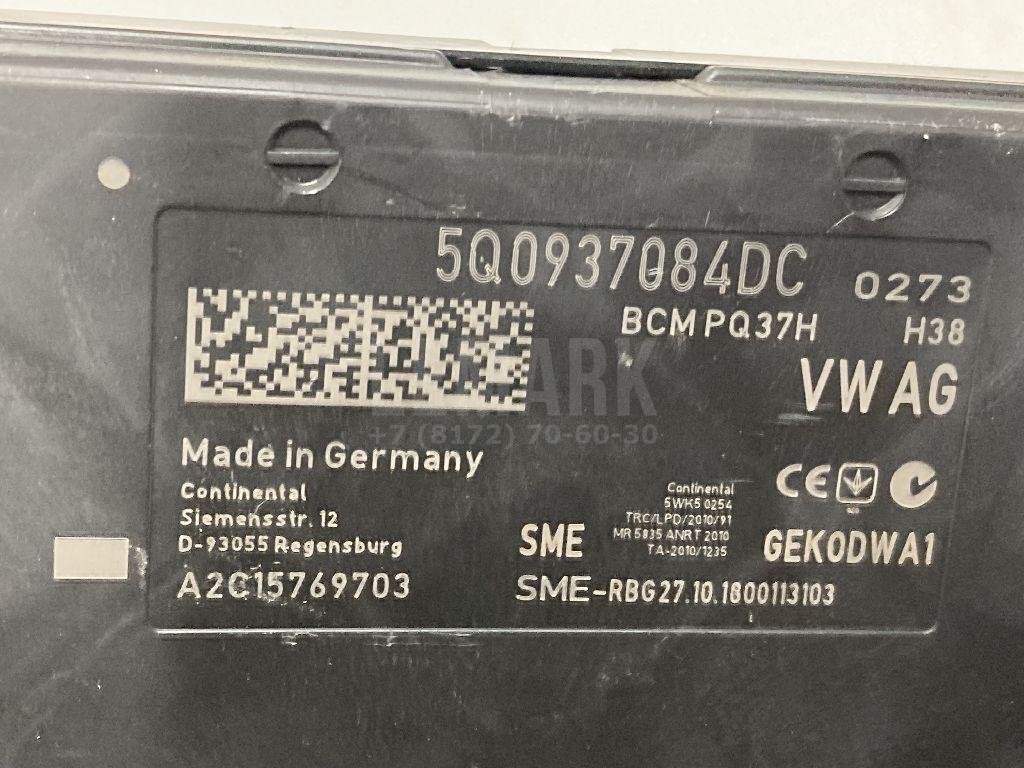 5Q0937084DC 0273
BCM PQ37H H38
VW AG
+7 (8172) 70-60-30
Made in Germany
Continental
Siemensstr. 12
D-93055 Regensburg
A2C15769703
SME
Continental
5WK5 0254
TRC/LPD/2010/91
MR 5835 ANRT 2010
TA-2010/1235
CE
GEK0DWA1
SME-RBG27.10.1800113103